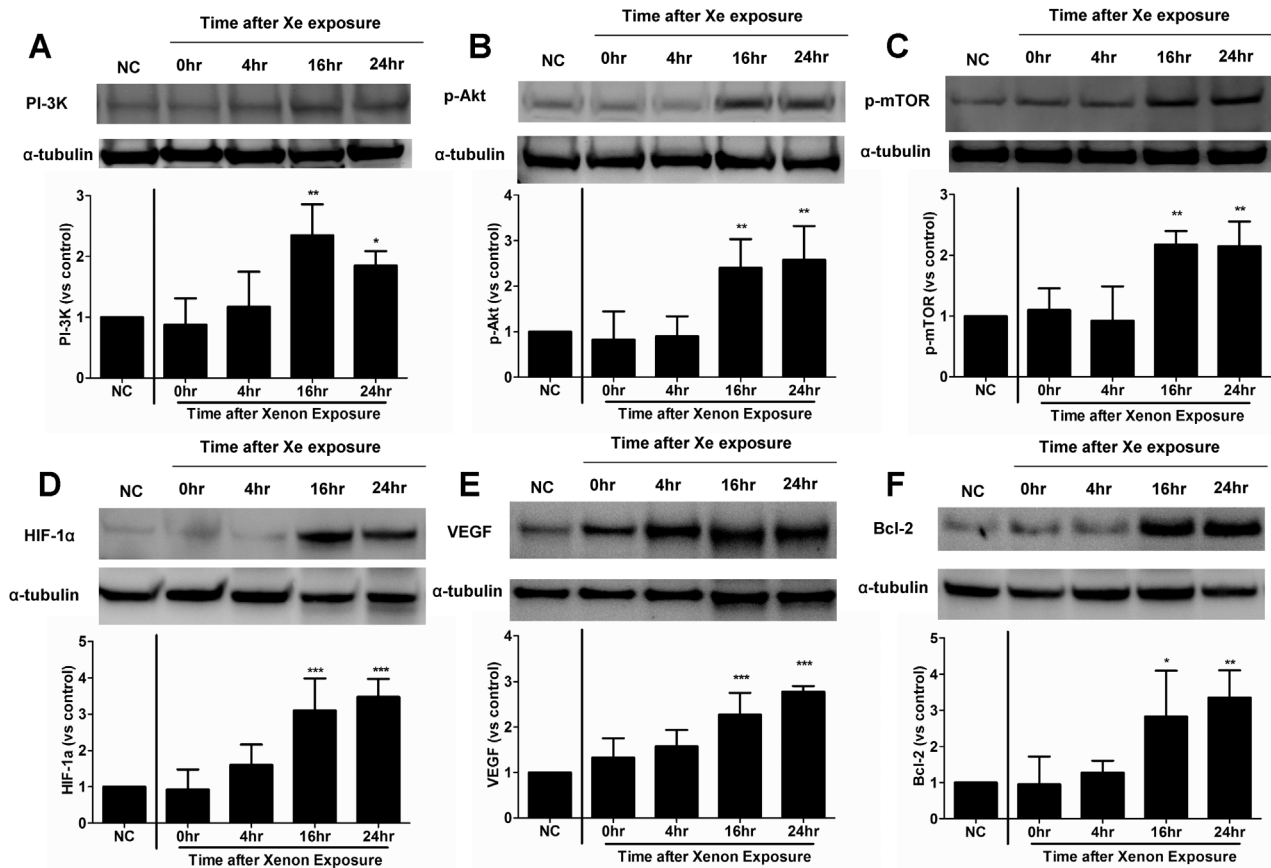 Time after Xe exposure
A
NC 0hr 4hr 16hr 24hr
PI-3K
α-tubulin
PI-3K (vs control)
3
2
1
0
**
*
NC 0hr 4hr 16hr 24hr
Time after Xenon Exposure
Time after Xe exposure
B
NC 0hr 4hr 16hr 24hr
p-Akt
α-tubulin
p-Akt (vs control)
4
3
2
1
0
** **
NC 0hr 4hr 16hr 24hr
Time after Xenon Exposure
Time after Xe exposure
C
NC 0hr 4hr 16hr 24hr
p-mTOR
α-tubulin
p-mTOR (vs control)
3
2
1
0
** **
NC 0hr 4hr 16hr 24hr
Time after Xenon Exposure
Time after Xe exposure
D
NC 0hr 4hr 16hr 24hr
HIF-1α
α-tubulin
HIF-1a (vs control)
5
4
3
2
1
0
*** ***
NC 0hr 4hr 16hr 24hr
Time after Xenon Exposure
Time after Xe exposure
E
NC 0hr 4hr 16hr 24hr
VEGF
α-tubulin
VEGF (vs control)
4
3
2
1
0
*** ***
NC 0hr 4hr 16hr 24hr
Time after Xenon Exposure
Time after Xe exposure
F
NC 0hr 4hr 16hr 24hr
Bcl-2
α-tubulin
Bcl-2 (vs control)
5
4
3
2
1
0
* **
NC 0hr 4hr 16hr 24hr
Time after Xenon Exposure